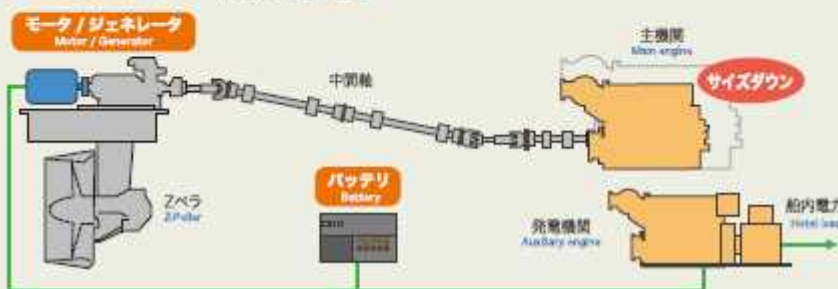 モータ / ジェネレータ
Motor / Generator
主機関
Main engine
サイズダウン
中間軸
Zペラ
Z-Peller
バッテリ
Battery
発電機関
Auxiliary engine
船内電力
Hotel load